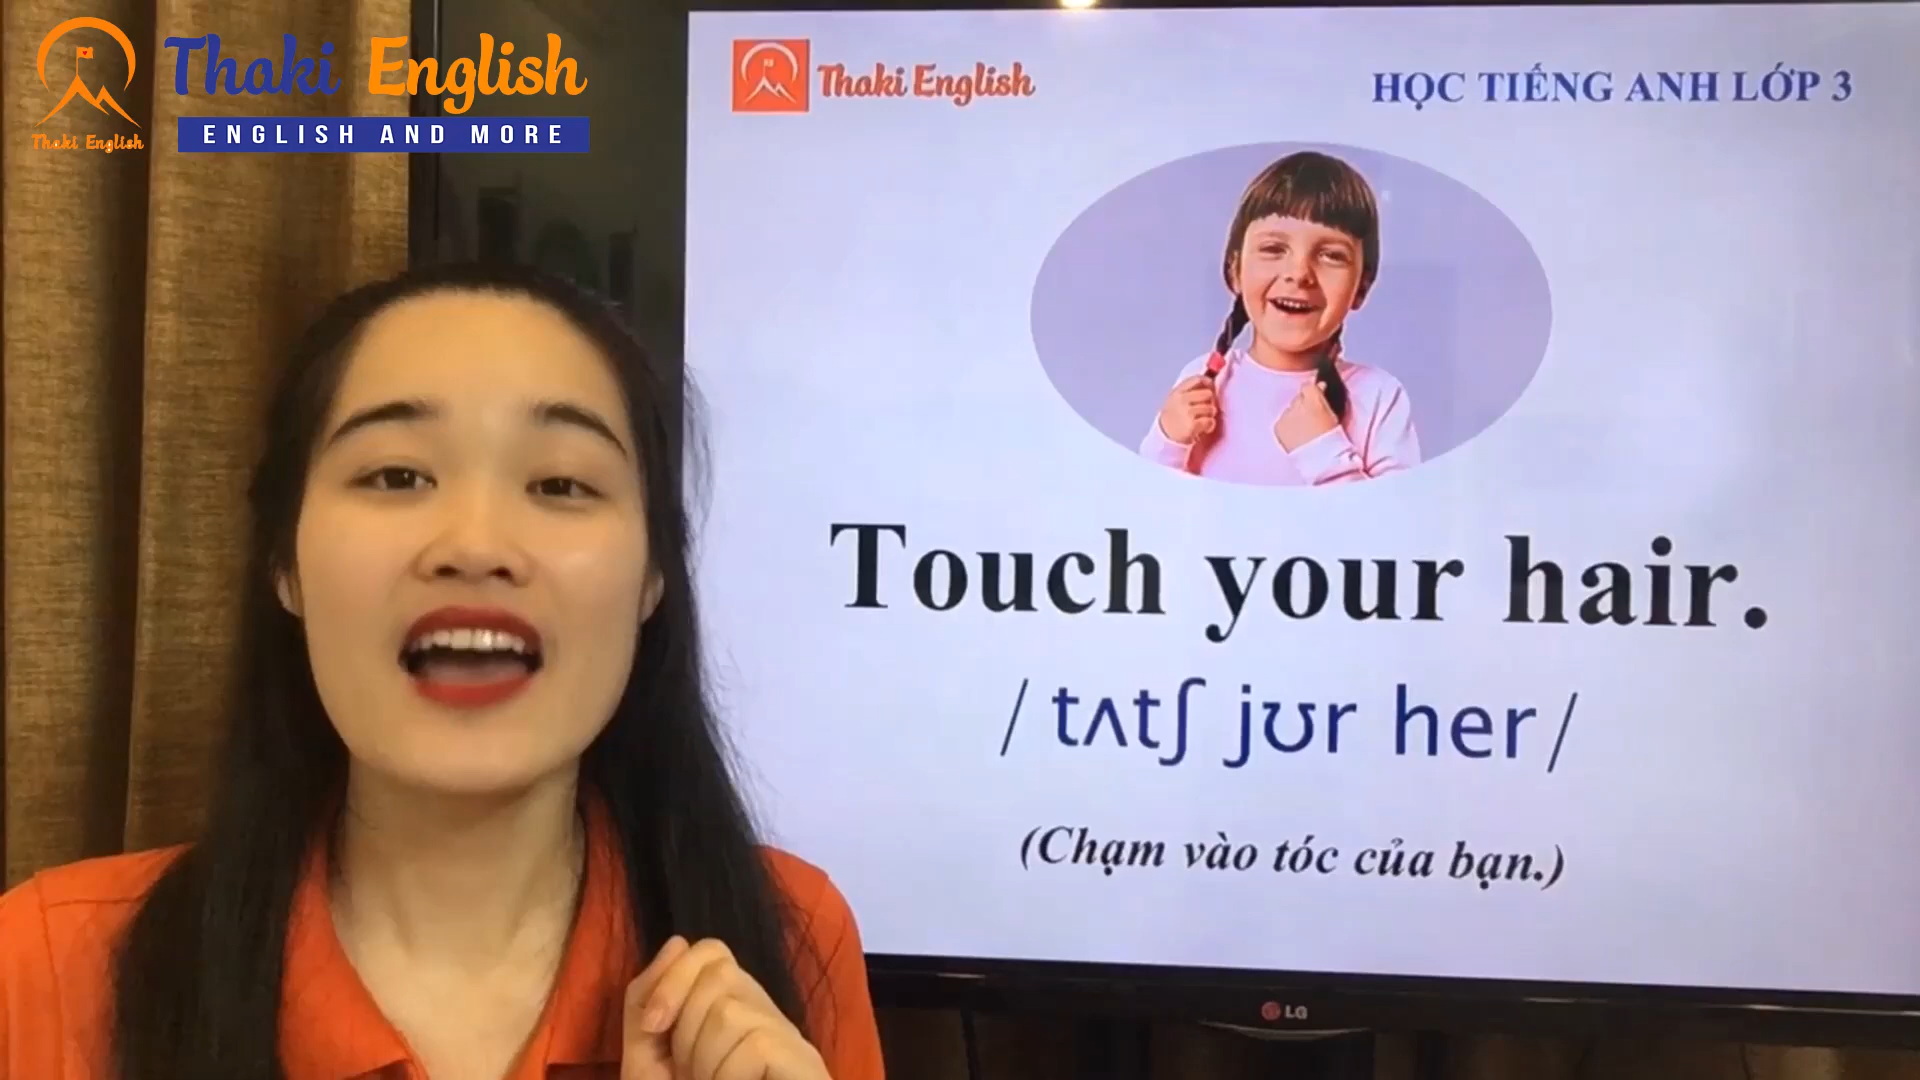 Thaki English
ENGLISH AND MORE
Thaki English
Thaki English
HỌC TIẾNG ANH LỚP 3
Touch your hair.
/ tʌtʃ jʊr her /
(Chạm vào tóc của bạn.)
LG